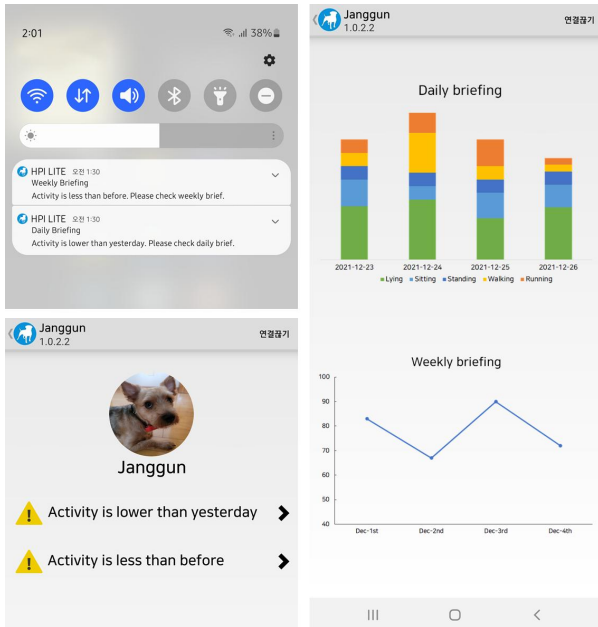 2:01
38%
HPI LITE 오전 1:30
Weekly Briefing
Activity is less than before. Please check weekly brief.
HPI LITE 오전 1:30
Daily Briefing
Activity is lower than yesterday. Please check daily brief.
Janggun
1.0.2.2
연결끊기
Janggun
Activity is lower than yesterday
Activity is less than before
Janggun
1.0.2.2
연결끊기
Daily briefing
2021-12-23 2021-12-24 2021-12-25 2021-12-26
Lying Sitting Standing Walking Running
Weekly briefing
100
90
80
70
60
50
40
Dec-1st Dec-2nd Dec-3rd Dec-4th